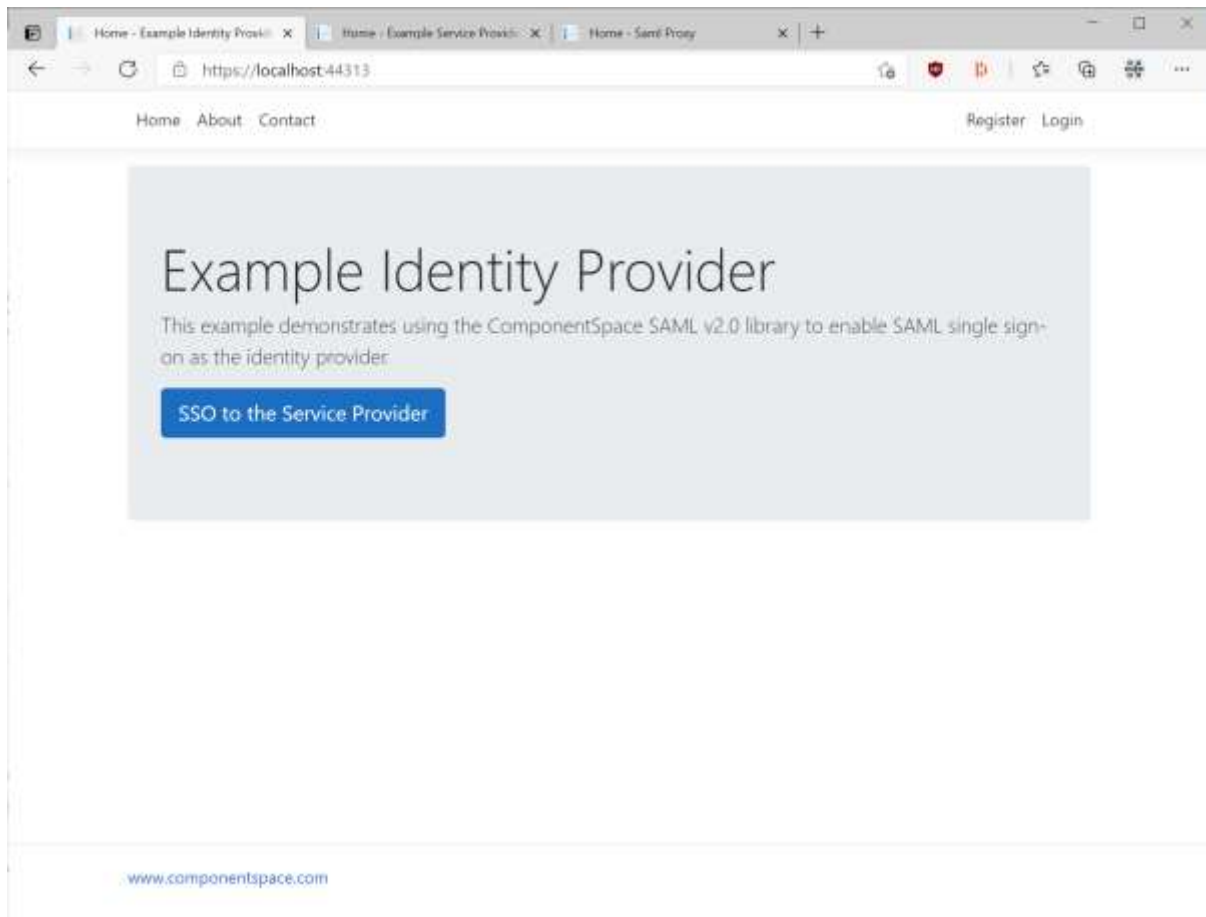 Home - Example Identity Provid
Home - Example Service Provid
Home - Saml Proxy
https://localhost:44313
Home About Contact
Register Login
Example Identity Provider
This example demonstrates using the ComponentSpace SAML v2.0 library to enable SAML single sign-
on as the identity provider.
SSO to the Service Provider
www.componentspace.com